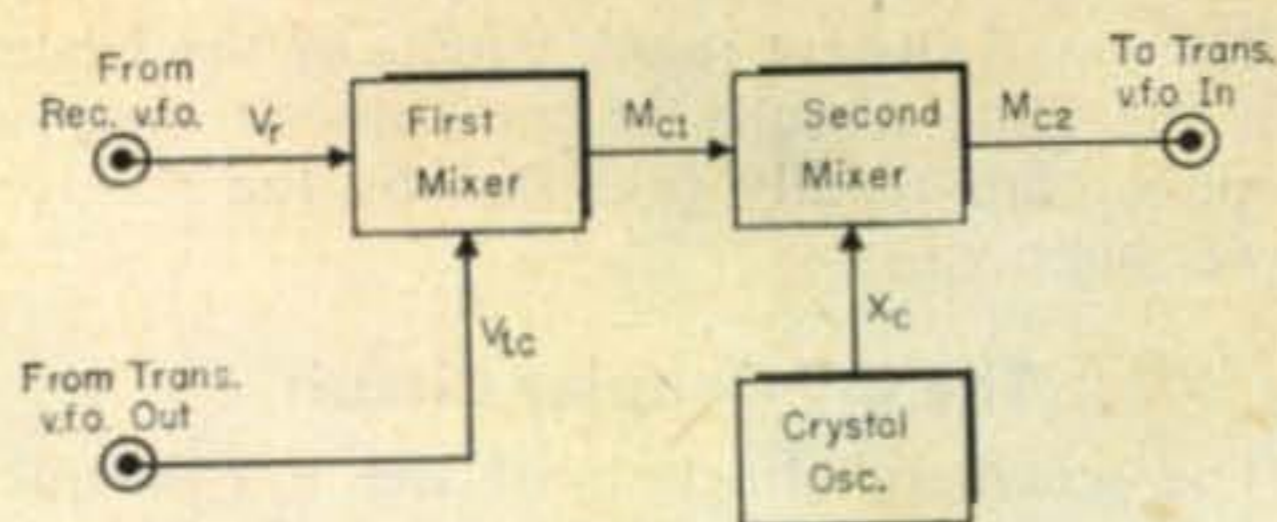 From
Rec. v.f.o.
Vr
First
Mixer
Mc1
Second
Mixer
Mc2
To Trans.
v.f.o In
Vtc
Xc
From Trans.
v.f.o. Out
Crystal
Osc.